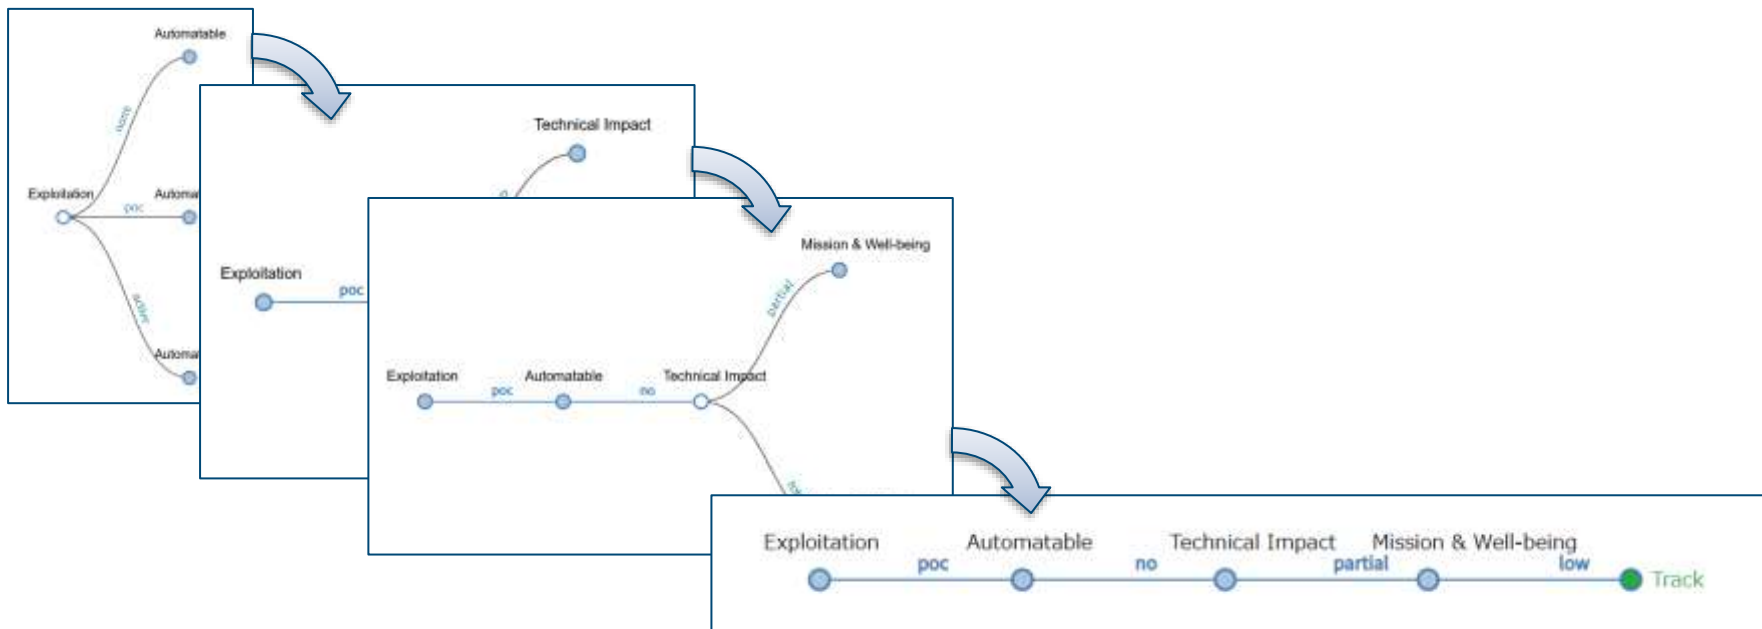 Automatable
none
Exploitation
poc
active
Technical Impact
Exploitation
poc
Mission & Well-being
partial
Exploitation
poc
Automatable
no
Technical Impact
Exploitation
poc
Automatable
no
Technical Impact
partial
Mission & Well-being
low
Track